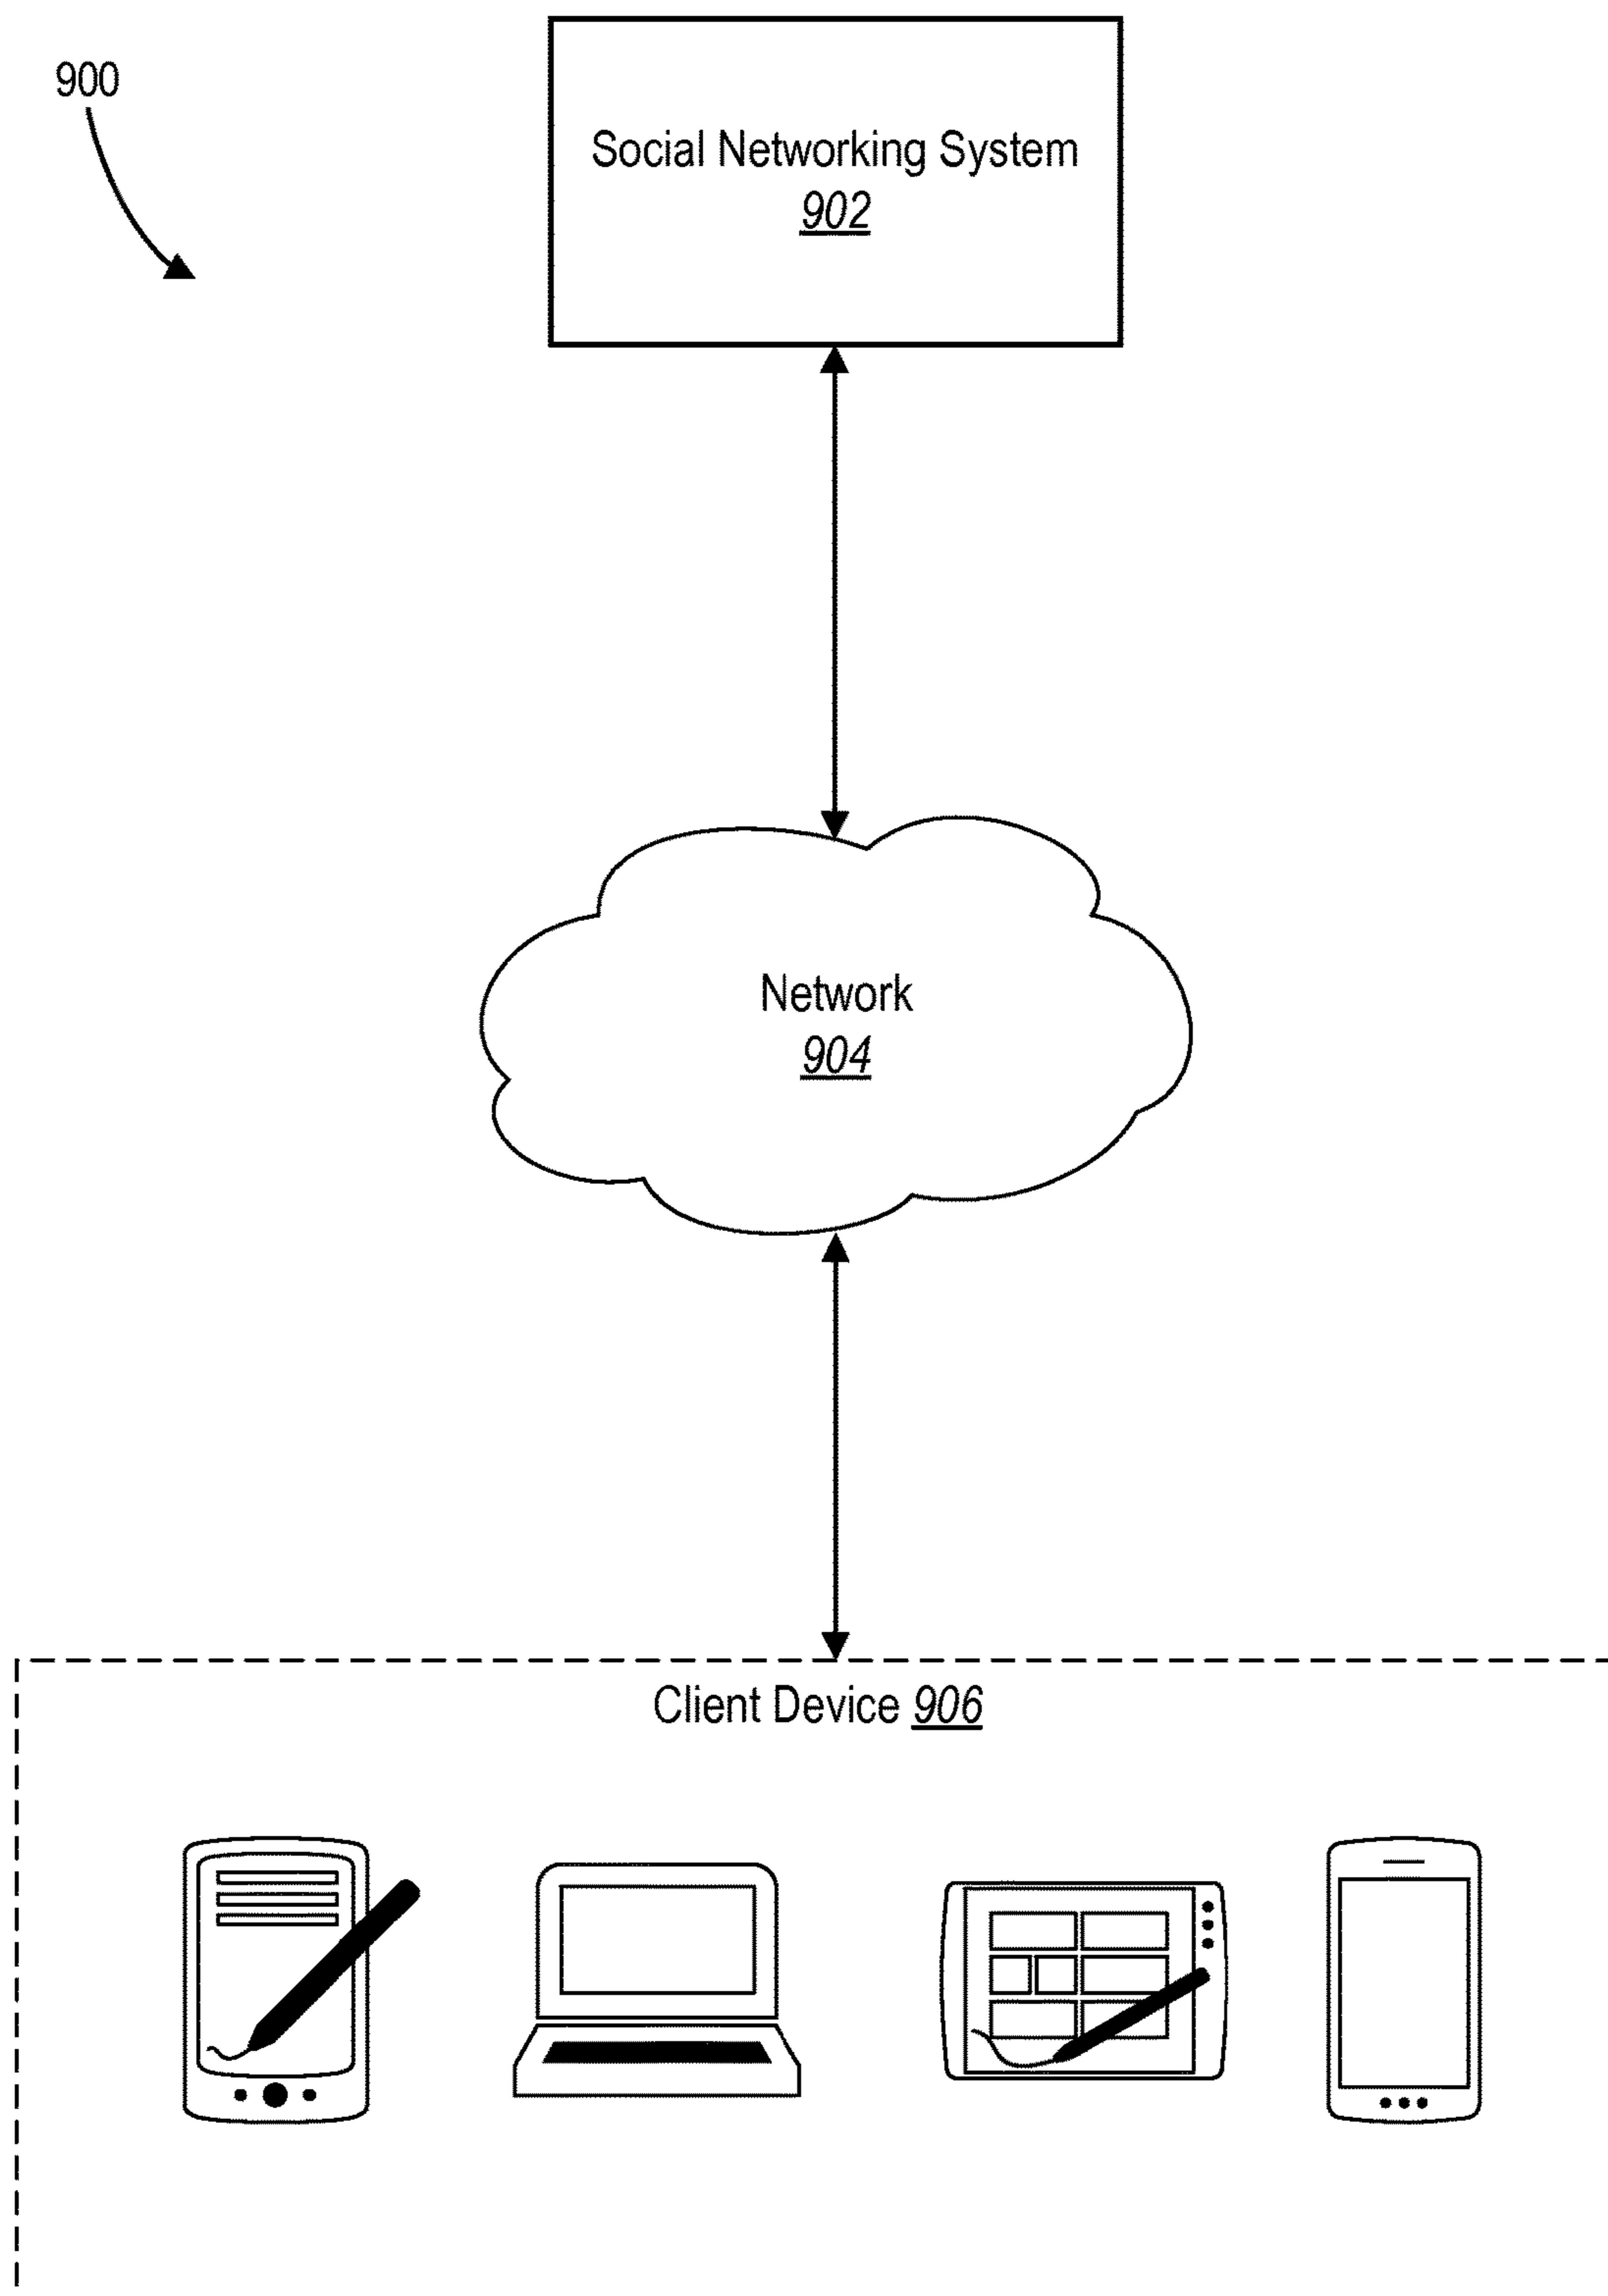 900
Social Networking System
902
Network
904
Client Device 906